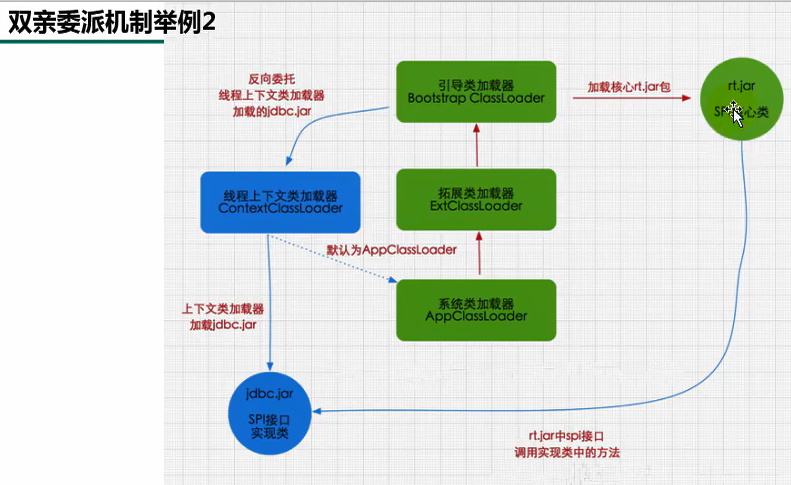 双亲委派机制举例2
反向委托
线程上下文类加载器
加载的jdbc.jar
引导类加载器
Bootstrap ClassLoader
加载核心rt.jar包
rt.jar
线程上下文类加载器
ContextClassLoader
拓展类加载器
ExtClassLoader
默认为AppClassLoader
系统类加载器
AppClassLoader
上下文类加载器
加载jdbc.jar
jdbc.jar
SPI接口
实现类
rt.jar中spi接口
调用实现类中的方法